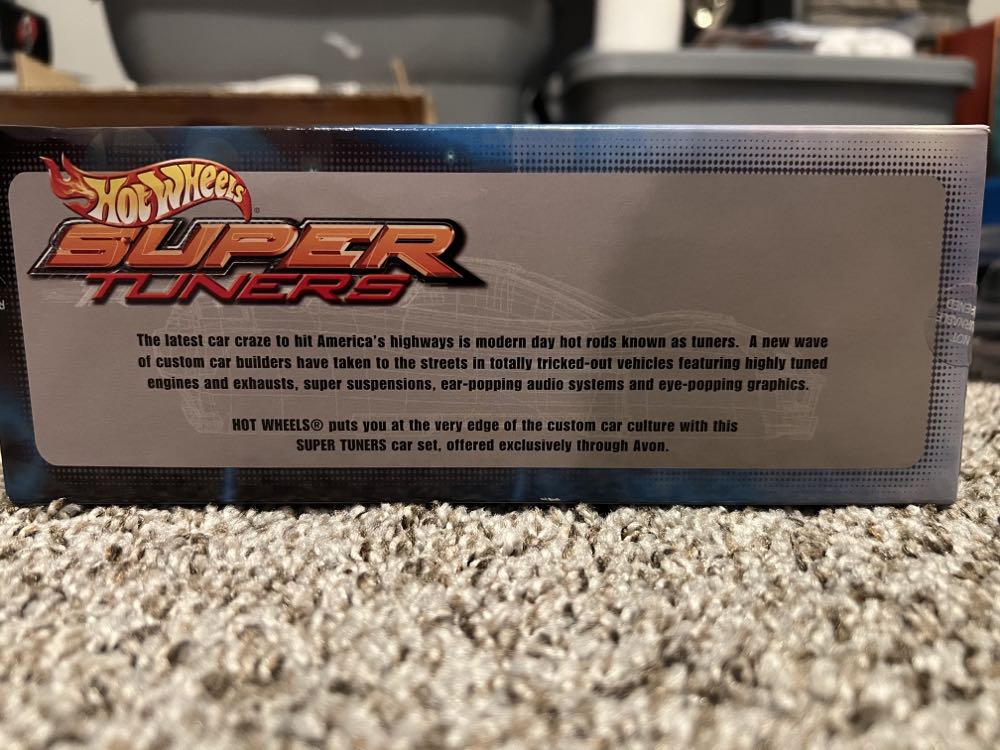 Hot Wheels®
SUPER
TUNERS
The latest car craze to hit America's highways is modern day hot rods known as tuners. A new wave
of custom car builders have taken to the streets in totally tricked-out vehicles featuring highly tuned
engines and exhausts, super suspensions, ear-popping audio systems and eye-popping graphics.
HOT WHEELS® puts you at the very edge of the custom car culture with this
SUPER TUNERS car set, offered exclusively through Avon.